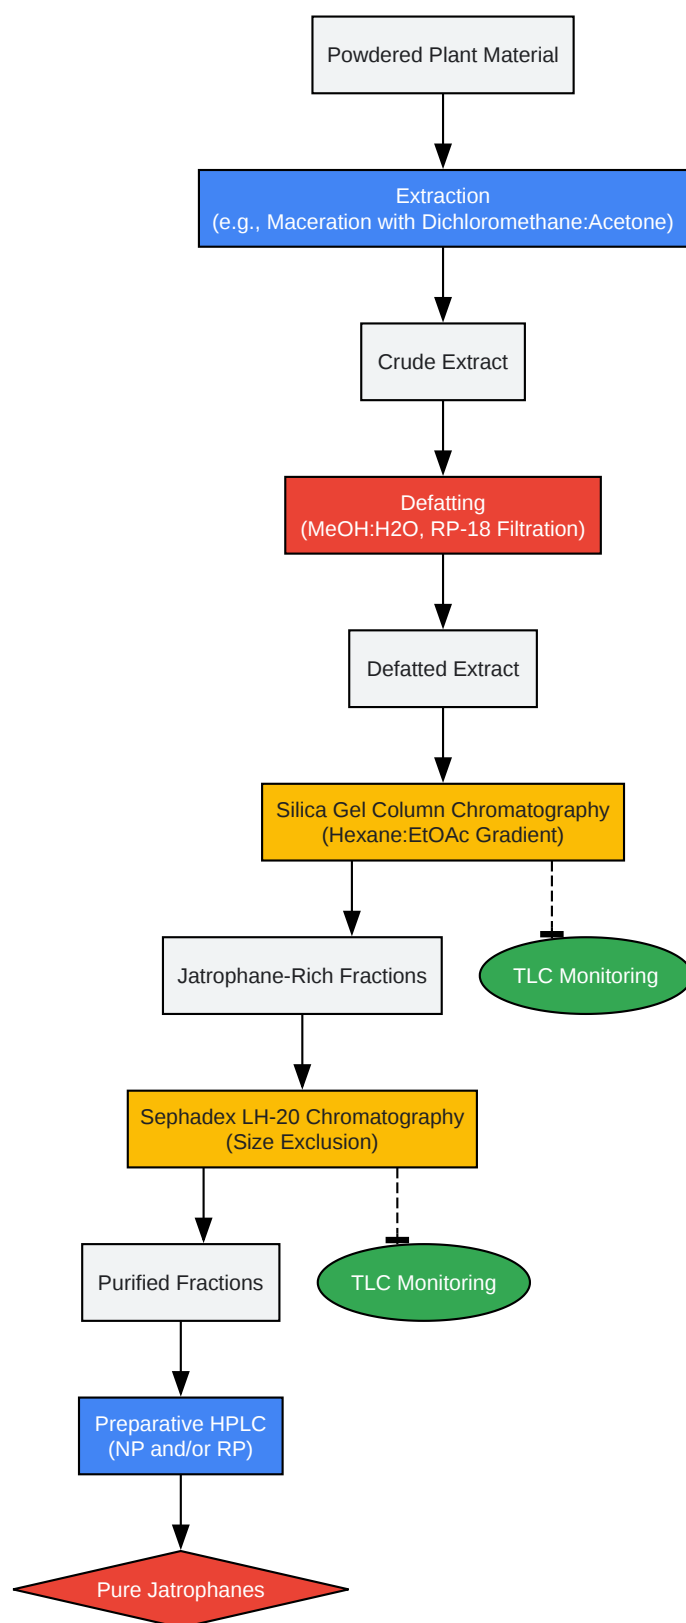 Powdered Plant Material
Extraction
(e.g., Maceration with Dichloromethane:Acetone)
Crude Extract
Defatting
(MeOH:H2O, RP-18 Filtration)
Defatted Extract
Silica Gel Column Chromatography
(Hexane:EtOAc Gradient)
Jatrophane-Rich Fractions
TLC Monitoring
Sephadex LH-20 Chromatography
(Size Exclusion)
Purified Fractions
TLC Monitoring
Preparative HPLC
(NP and/or RP)
Pure Jatrophanes